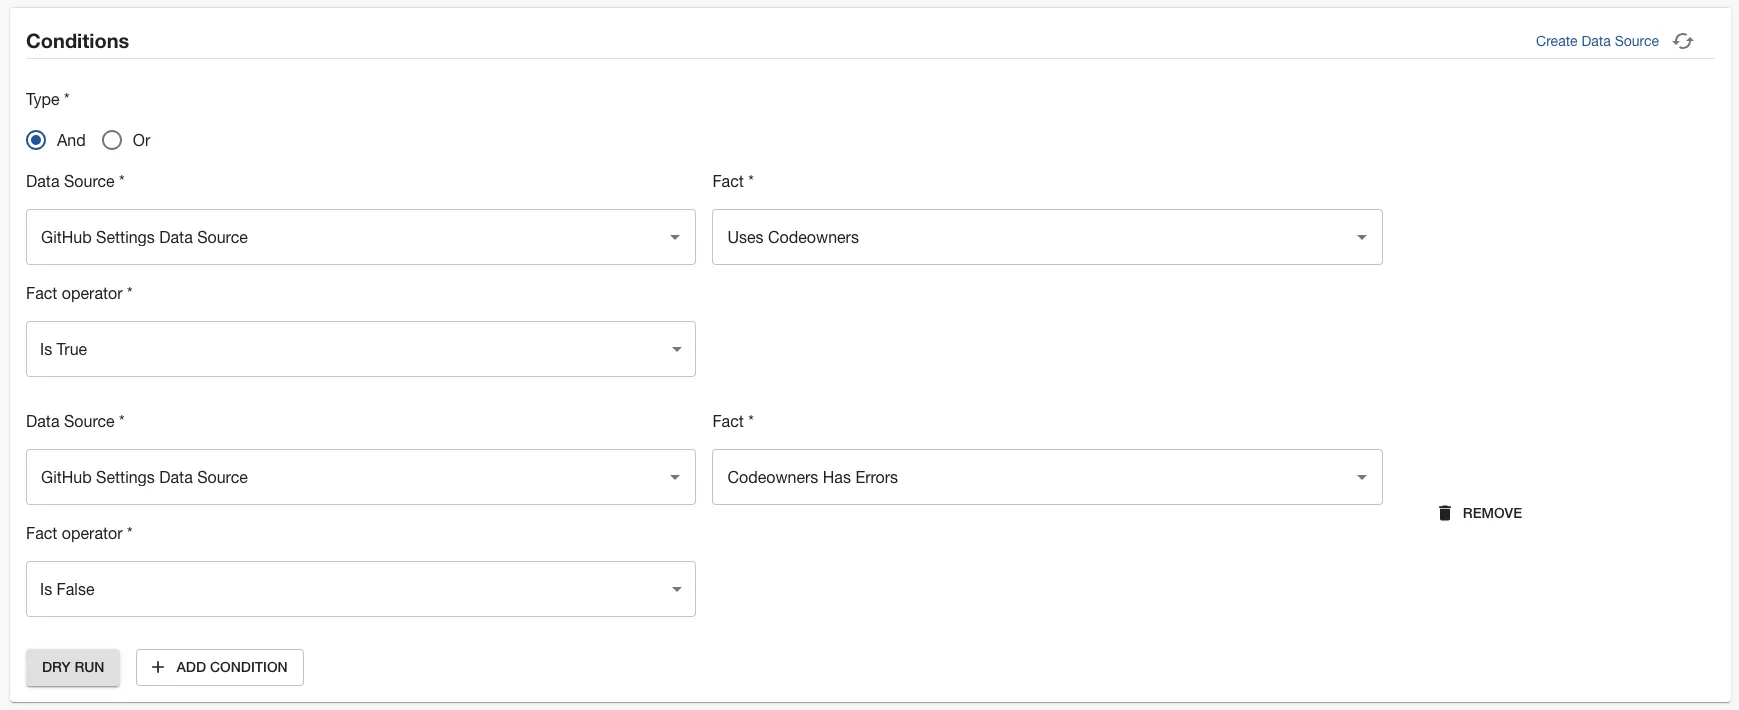 Conditions
Create Data Source
Type *
And
Or
Data Source *
Fact *
GitHub Settings Data Source
Uses Codeowners
Fact operator *
Is True
Data Source *
Fact *
GitHub Settings Data Source
Codeowners Has Errors
REMOVE
Fact operator *
Is False
DRY RUN
+ ADD CONDITION